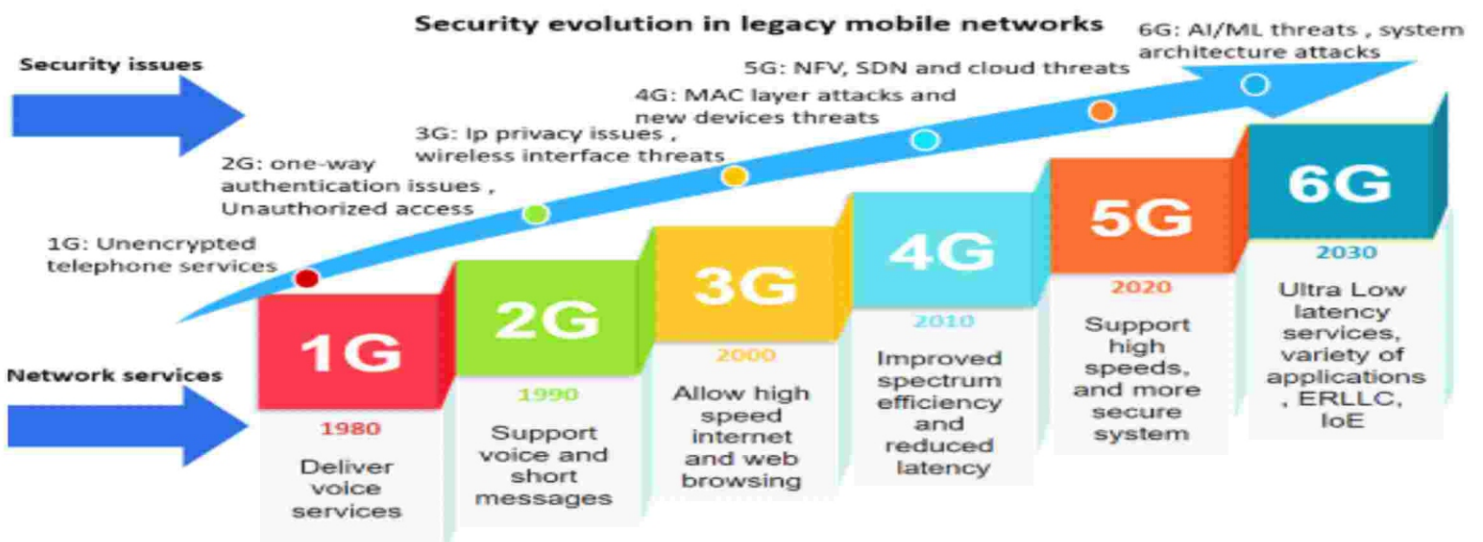 Security evolution in legacy mobile networks
Security issues
6G: AI/ML threats , system
architecture attacks
5G: NFV, SDN and cloud threats
4G: MAC layer attacks and
new devices threats
3G: Ip privacy issues ,
wireless interface threats
2G: one-way
authentication issues ,
Unauthorized access
1G: Unencrypted
telephone services
Network services
1G
1980
Deliver
voice
services
2G
1990
Support
voice and
short
messages
3G
2000
Allow high
speed
internet
and web
browsing
4G
2010
Improved
spectrum
efficiency
and
reduced
latency
5G
2020
Support
high
speeds,
and more
secure
system
6G
2030
Ultra Low
latency
services,
variety of
applications
, ERLLC,
IoE